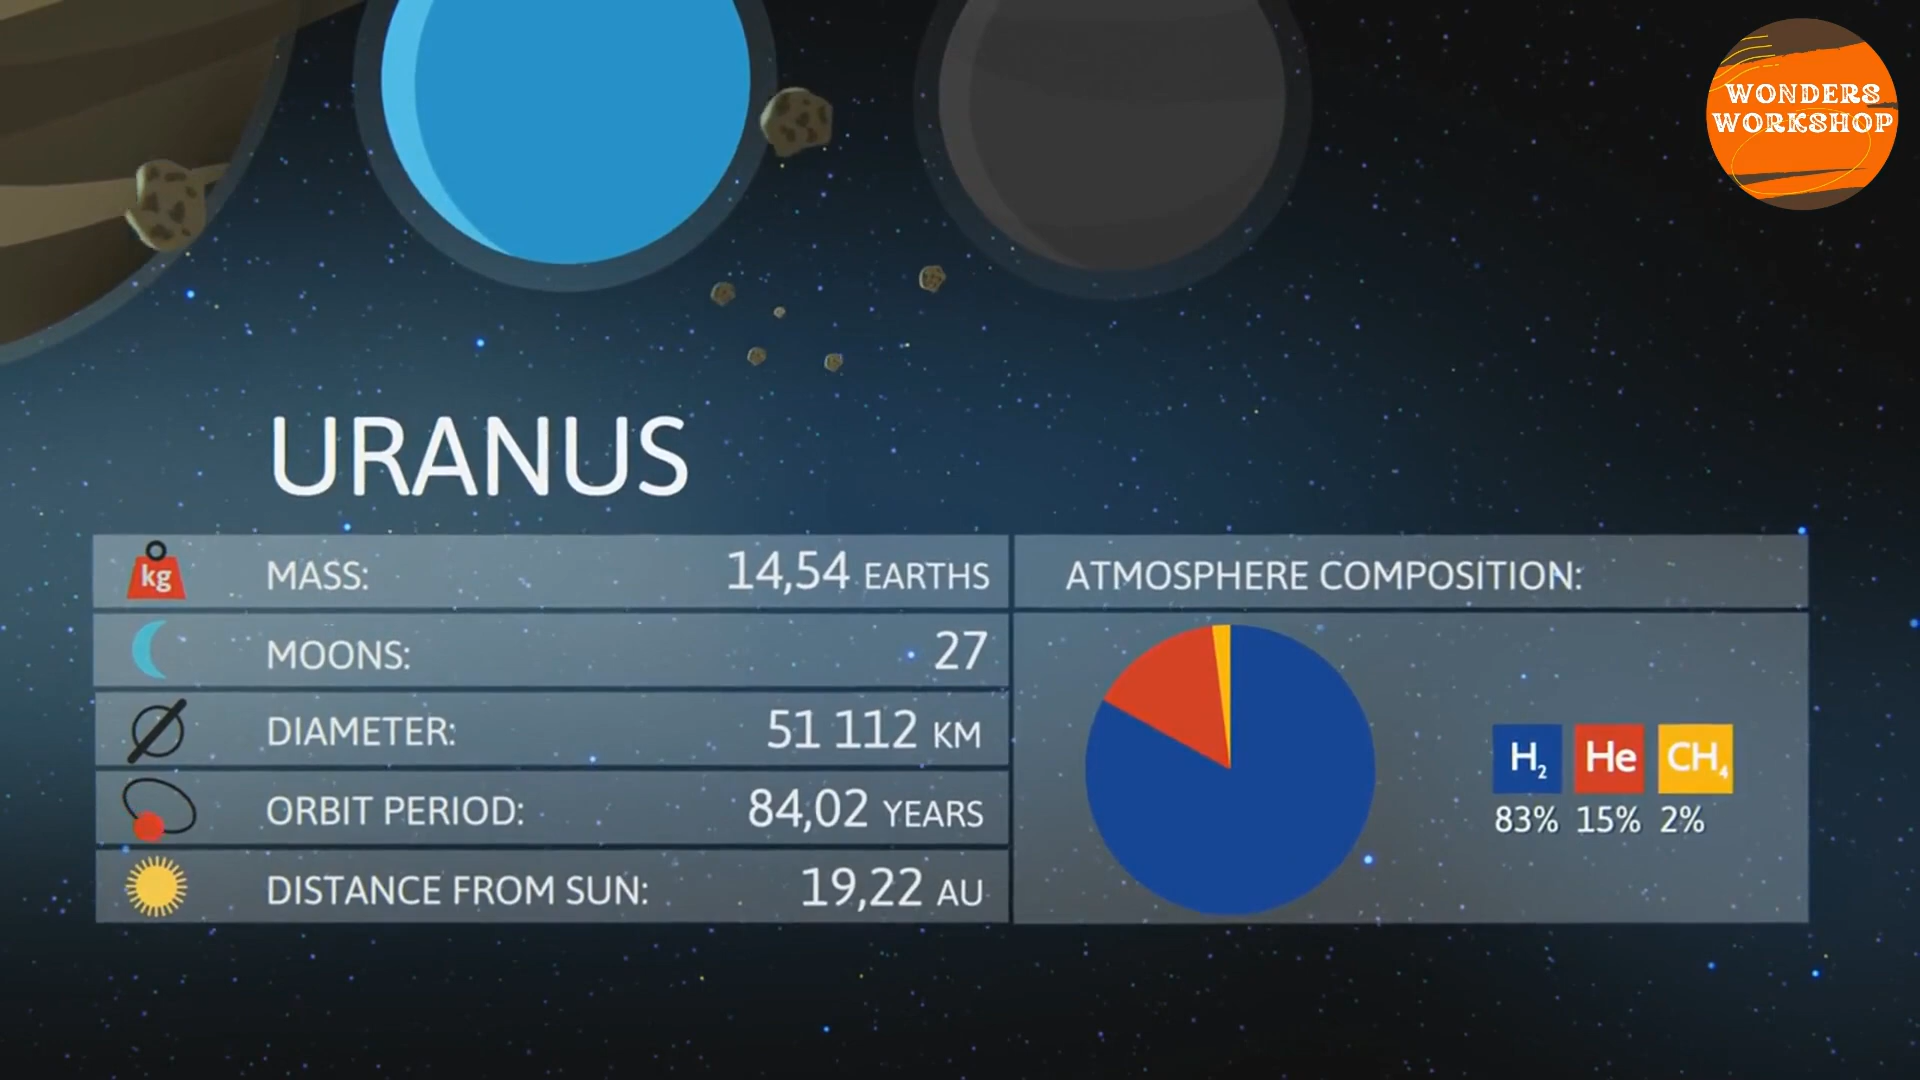 WONDERS
WORKSHOP
URANUS
kg MASS: 14,54 EARTHS
MOONS: 27
DIAMETER: 51 112 KM
ORBIT PERIOD: 84,02 YEARS
DISTANCE FROM SUN: 19,22 AU
ATMOSPHERE COMPOSITION:
H₂ He CH₄
83% 15% 2%